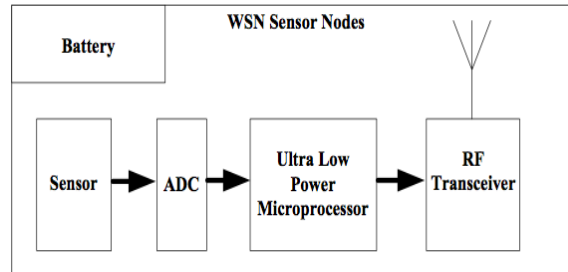 WSN Sensor Nodes
Battery
Sensor
ADC
Ultra Low
Power
Microprocessor
RF
Transceiver